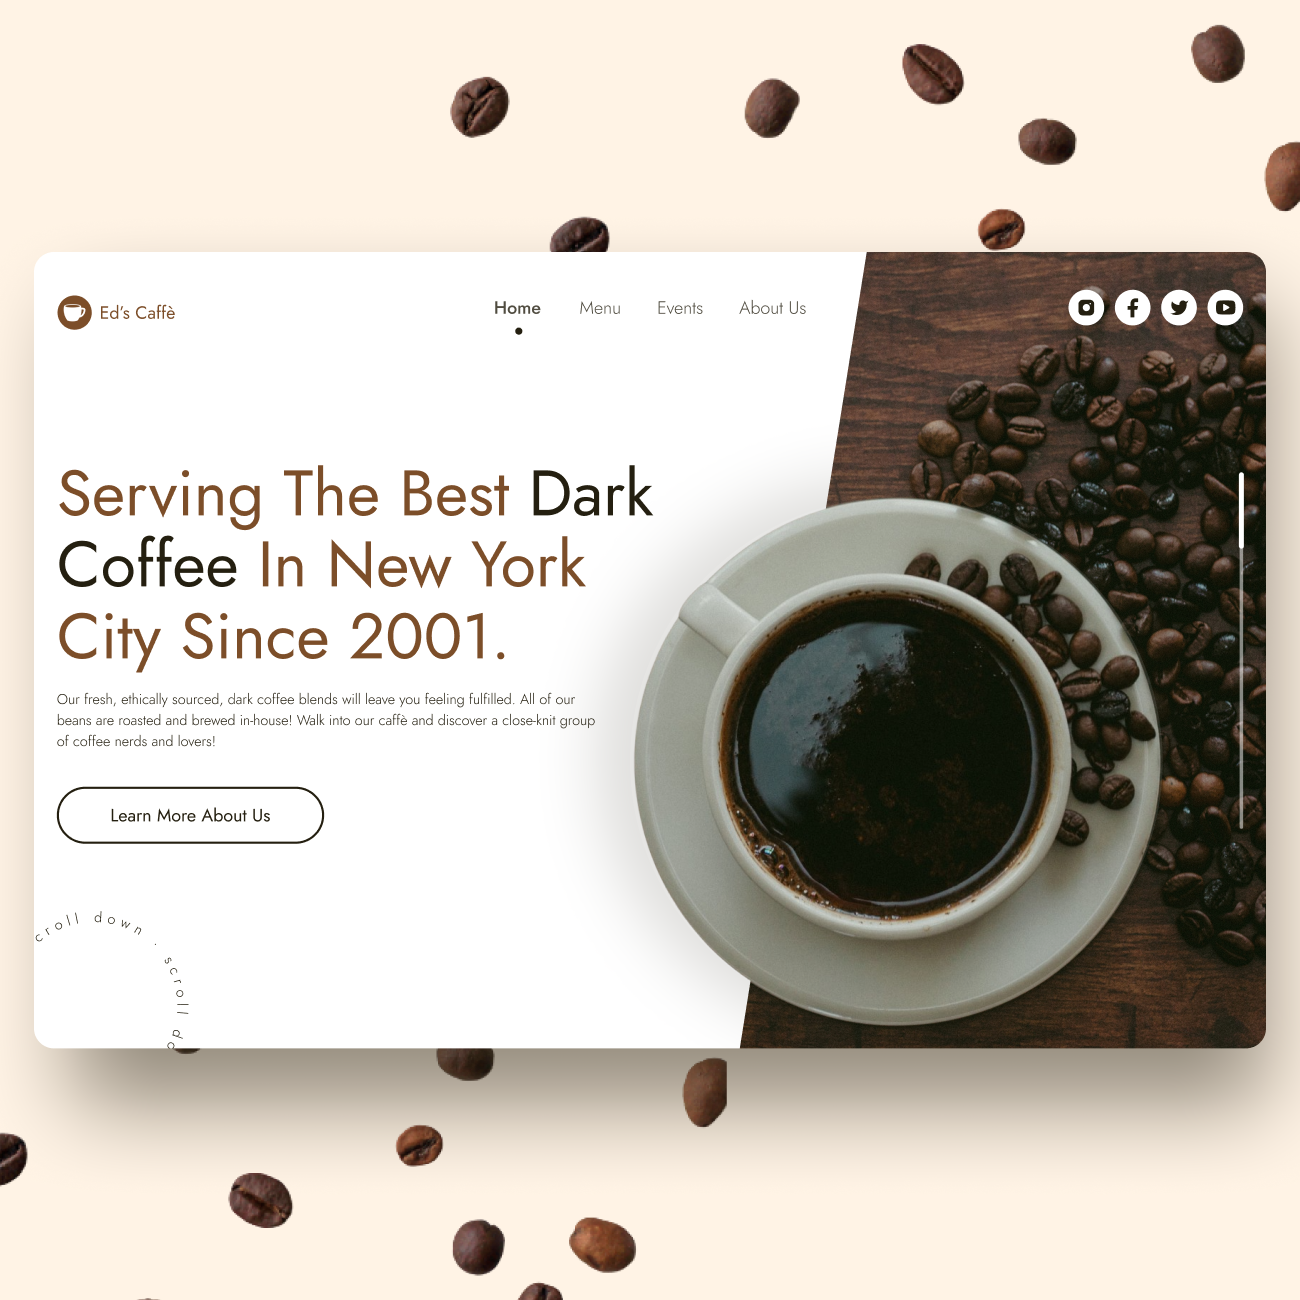 Ed's Caffè
Home
Menu
Events
About Us
Serving The Best Dark
Coffee In New York
City Since 2001.
Our fresh, ethically sourced, dark coffee blends will leave you feeling fulfilled. All of our
beans are roasted and brewed in-house! Walk into our caffè and discover a close-knit group
of coffee nerds and lovers!
Learn More About Us
croll down · scroll do